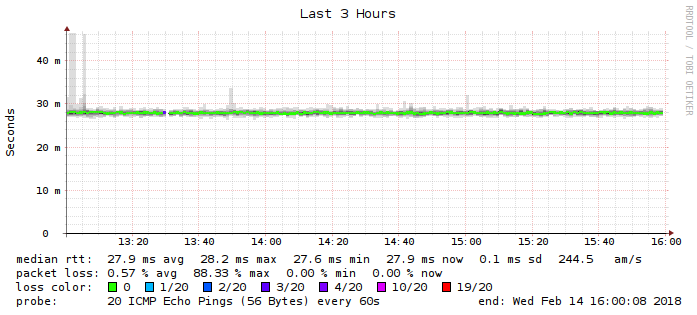 Last 3 Hours
RRDTOOL / TOBI OETIKER
Seconds
40 m
30 m
20 m
10 m
0
13:20 13:40 14:00 14:20 14:40 15:00 15:20 15:40 16:00
median rtt: 27.9 ms avg 28.2 ms max 27.6 ms min 27.9 ms now 0.1 ms sd 244.5 am/s
packet loss: 0.57 % avg 88.33 % max 0.00 % min 0.00 % now
loss color: 0 1/20 2/20 3/20 4/20 10/20 19/20
probe: 20 ICMP Echo Pings (56 Bytes) every 60s end: Wed Feb 14 16:00:08 2018